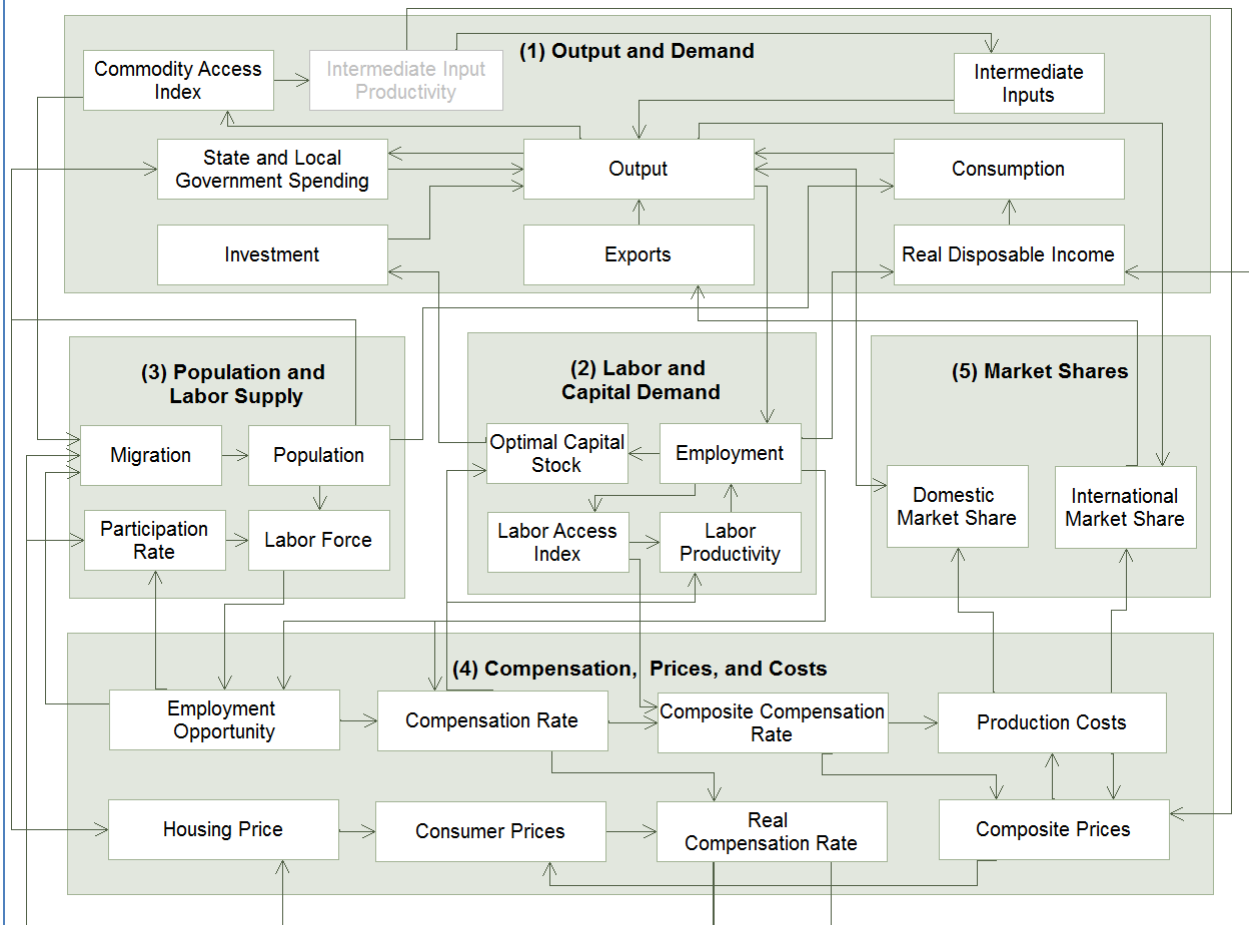 (1) Output and Demand
Commodity Access
Index
Intermediate Input
Productivity
Intermediate
Inputs
State and Local
Government Spending
Output
Consumption
Investment
Exports
Real Disposable Income
(3) Population and
Labor Supply
(2) Labor and
Capital Demand
(5) Market Shares
Migration
Population
Optimal Capital
Stock
Employment
Domestic
Market Share
International
Market Share
Participation
Rate
Labor Force
Labor Access
Index
Labor
Productivity
(4) Compensation, Prices, and Costs
Employment
Opportunity
Compensation Rate
Composite Compensation
Rate
Production Costs
Housing Price
Consumer Prices
Real
Compensation Rate
Composite Prices